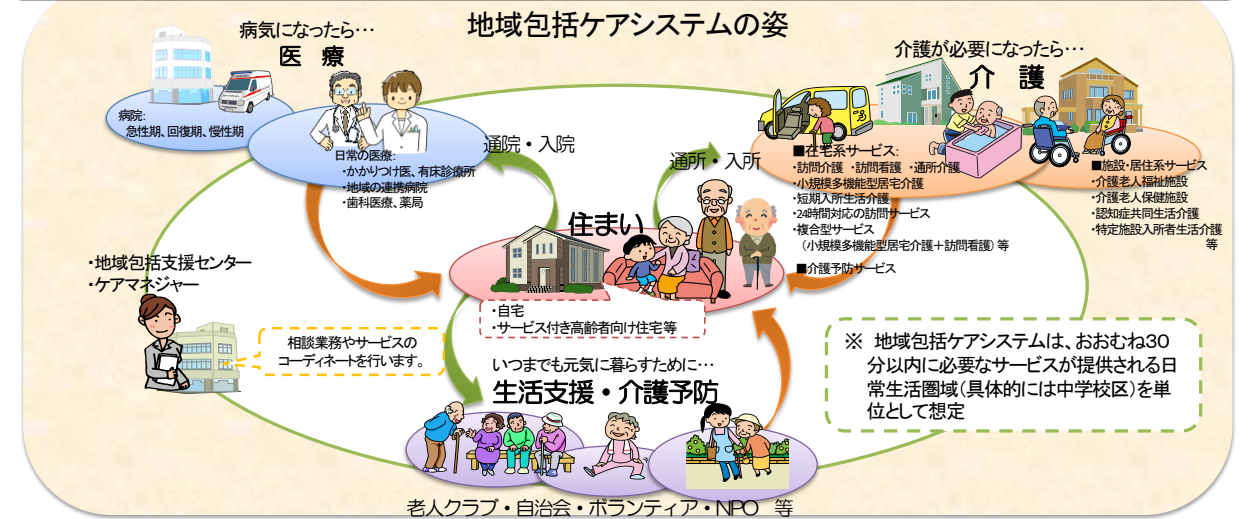 地域包括ケアシステムの姿
病気になったら…
医 療
病院:
急性期、回復期、慢性期
日常の医療:
・かかりつけ医、有床診療所
・地域の連携病院
・歯科医療、薬局
通院・入院
通所・入所
介護が必要になったら…
介 護
■在宅系サービス:
・訪問介護 ・訪問看護 ・通所介護
・小規模多機能型居宅介護
・短期入所生活介護
・24時間対応の訪問サービス
・複合型サービス
(小規模多機能型居宅介護+訪問看護)等
■介護予防サービス
■施設・居住系サービス
・介護老人福祉施設
・介護老人保健施設
・認知症共同生活介護
・特定施設入所者生活介護
等
住まい
・自宅
・サービス付き高齢者向け住宅等
・地域包括支援センター
・ケアマネジャー
相談業務やサービスの
コーディネートを行います。
いつまでも元気に暮らすために…
生活支援・介護予防
老人クラブ・自治会・ボランティア・NPO 等
※ 地域包括ケアシステムは、おおむね30
分以内に必要なサービスが提供される日
常生活圏域(具体的には中学校区)を単
位として想定